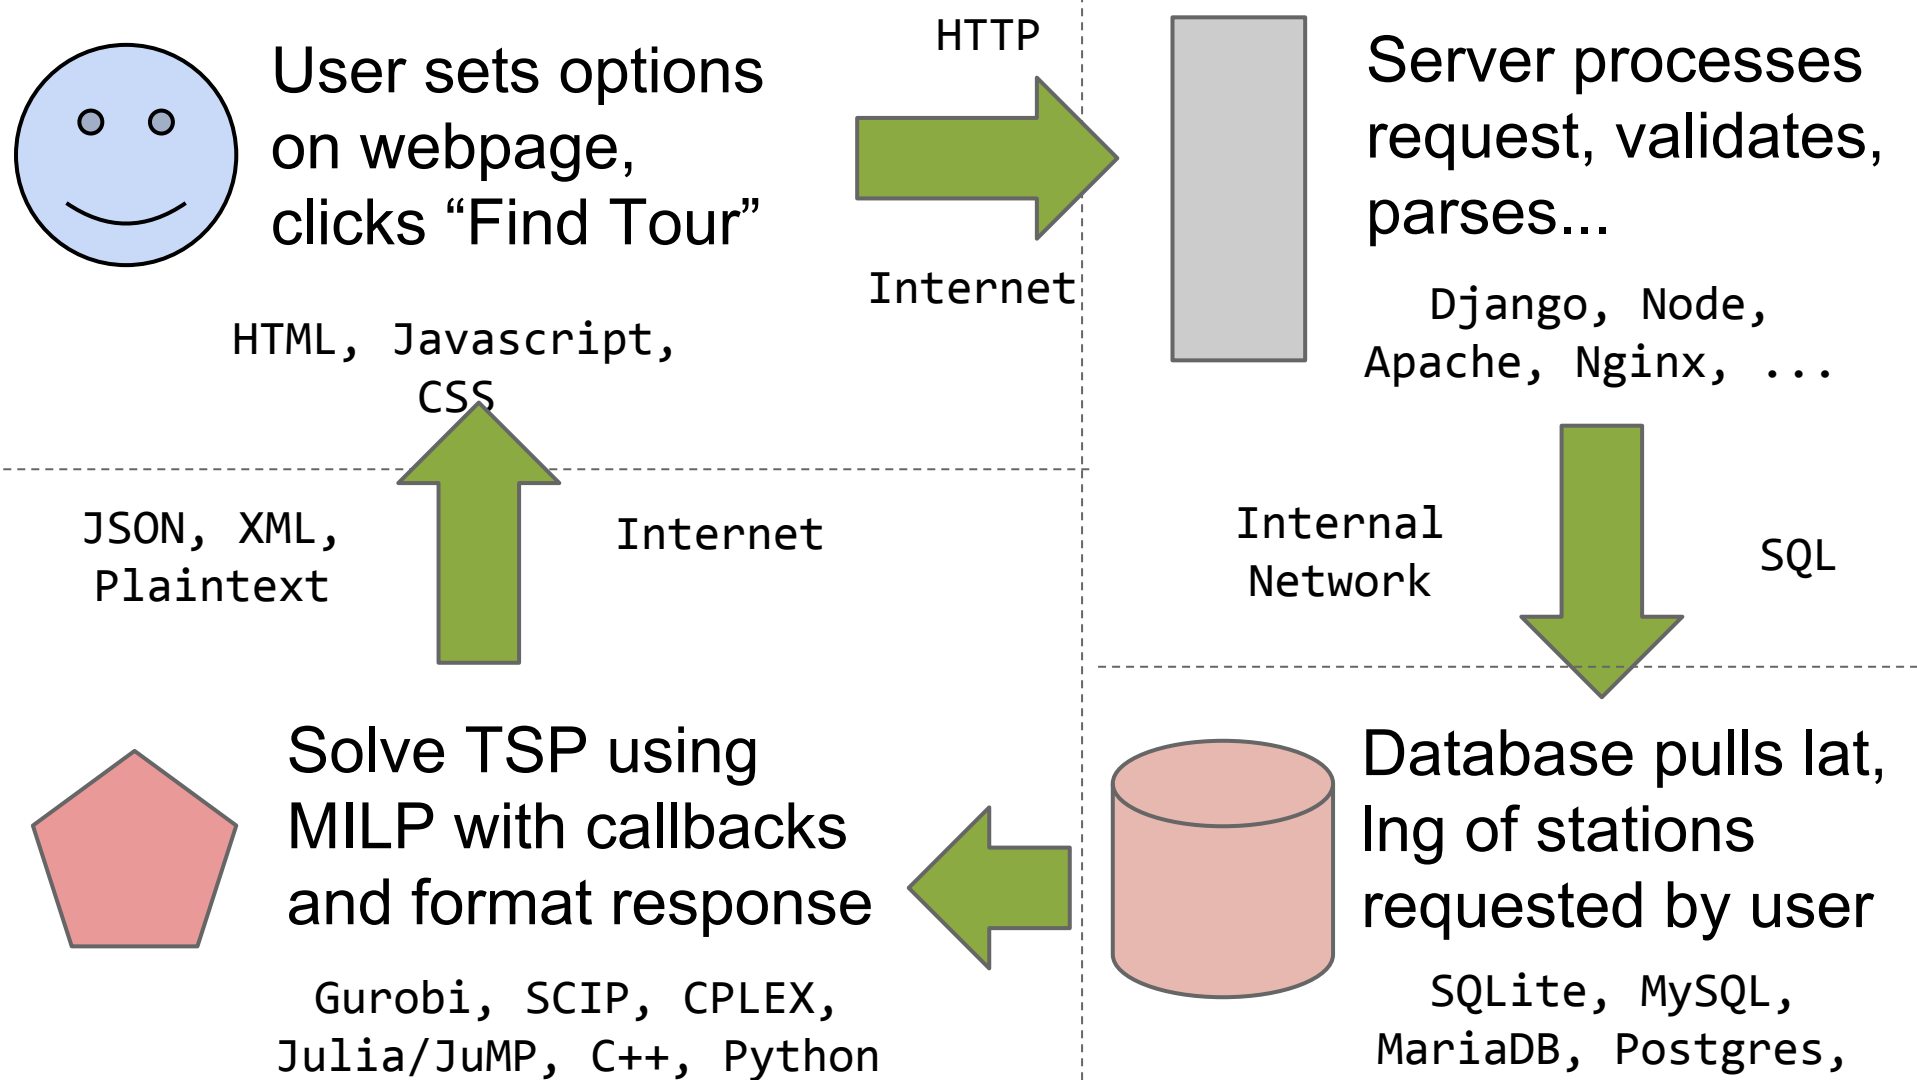 User sets options
on webpage,
clicks “Find Tour”
HTML, Javascript,
CSS
HTTP
Internet
Server processes
request, validates,
parses...
Django, Node,
Apache, Nginx, ...
Internal
Network
SQL
Database pulls lat,
lng of stations
requested by user
SQLite, MySQL,
MariaDB, Postgres,
Solve TSP using
MILP with callbacks
and format response
Gurobi, SCIP, CPLEX,
Julia/JuMP, C++, Python
JSON, XML,
Plaintext
Internet